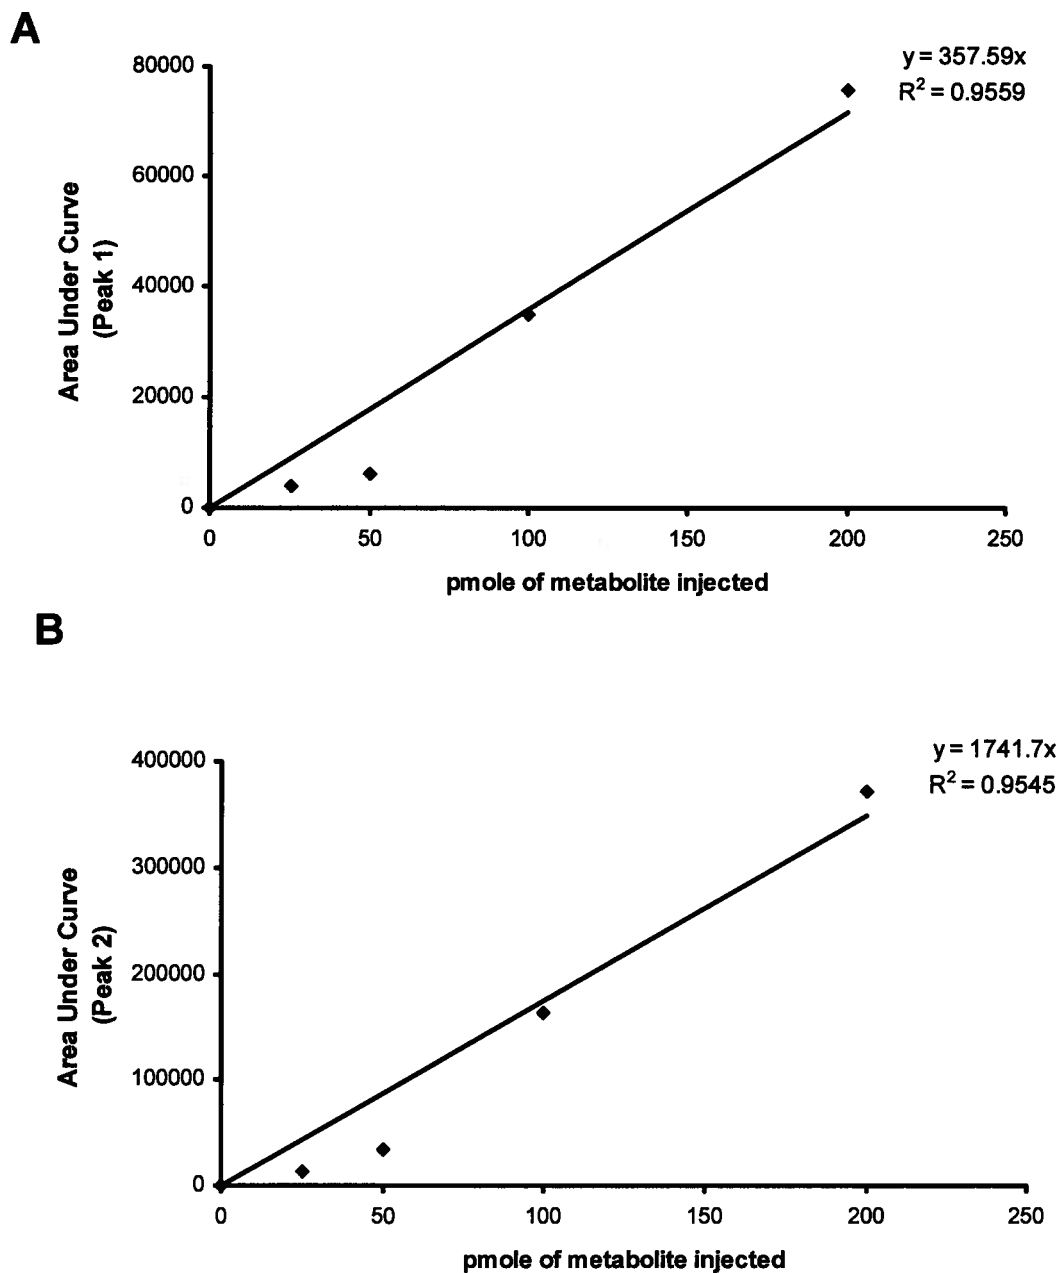 A
y = 357.59x
R² = 0.9559
80000
60000
40000
20000
0
Area Under Curve
(Peak 1)
0 50 100 150 200 250
pmole of metabolite injected
B
y = 1741.7x
R² = 0.9545
400000
300000
200000
100000
0
Area Under Curve
(Peak 2)
0 50 100 150 200 250
pmole of metabolite injected